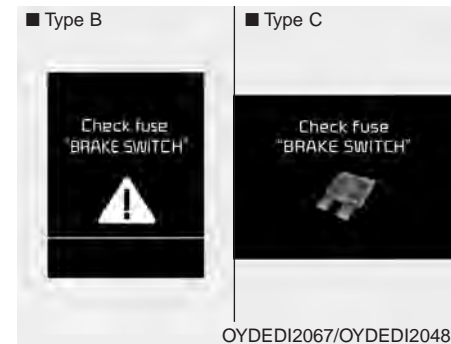 ■ Type B
Check fuse
"BRAKE SWITCH"
■ Type C
Check fuse
"BRAKE SWITCH"
OYDEDI2067/OYDEDI2048